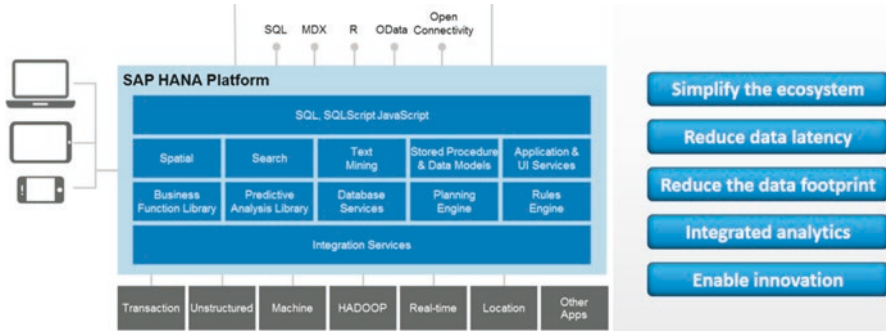 SQL MDX R OData Open Connectivity
SAP HANA Platform
SQL, SQLScript JavaScript
Spatial
Search
Text
Mining
Stored Procedure
& Data Models
Application &
UI Services
Business
Function Library
Predictive
Analysis Library
Database
Services
Planning
Engine
Rules
Engine
Integration Services
Transaction
Unstructured
Machine
HADOOP
Real-time
Location
Other
Apps
Simplify the ecosystem
Reduce data latency
Reduce the data footprint
Integrated analytics
Enable innovation